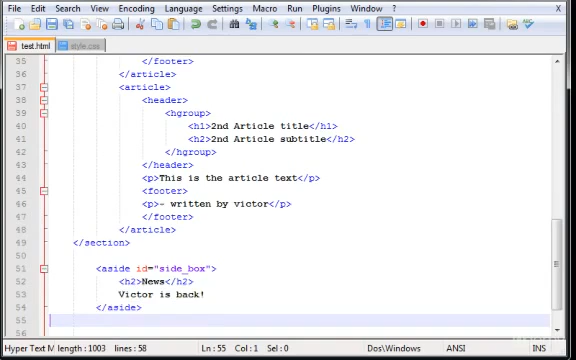 File Edit Search View Encoding Language Settings Macro Run Plugins Window ? X
test.html style.css
35 </footer>
36 </article>
37 <article>
38 <header>
39 <hgroup>
40 <h1>2nd Article title</h1>
41 <h2>2nd Article subtitle</h2>
42 </hgroup>
43 </header>
44 <p>This is the article text</p>
45 <footer>
46 <p>- written by victor</p>
47 </footer>
48 </article>
49 </section>
50
51 <aside id="side_box">
52 <h2>News</h2>
53 Victor is back!
54 </aside>
55
56
Hyper Text M length : 1003 lines : 58 Ln : 55 Col : 1 Sel : 0 Dos\Windows ANSI INS